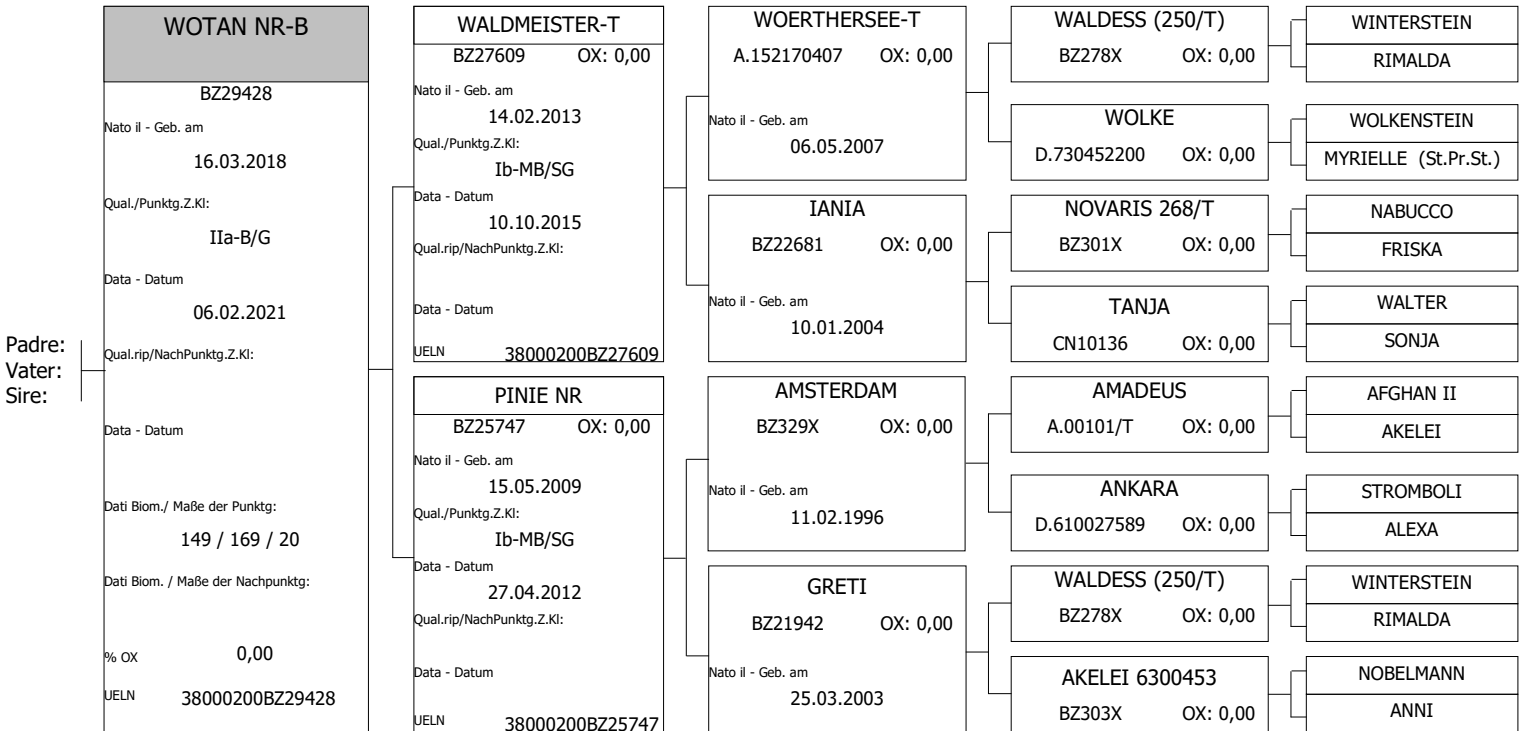 Padre:
Vater:
Sire:
WOTAN NR-B
BZ29428
Nato il - Geb. am
16.03.2018
Qual./Punktg.Z.Kl:
IIa-B/G
Data - Datum
06.02.2021
Qual.rip/NachPunktg.Z.Kl:
Data - Datum
Dati Biom./ Maße der Punktg:
149 / 169 / 20
Dati Biom. / Maße der Nachpunktg:
% OX 0,00
UELN 38000200BZ29428
WALDMEISTER-T
BZ27609 OX: 0,00
Nato il - Geb. am
14.02.2013
Qual./Punktg.Z.Kl:
Ib-MB/SG
Data - Datum
10.10.2015
Qual.rip/NachPunktg.Z.Kl:
Data - Datum
UELN 38000200BZ27609
PINIE NR
BZ25747 OX: 0,00
Nato il - Geb. am
15.05.2009
Qual./Punktg.Z.Kl:
Ib-MB/SG
Data - Datum
27.04.2012
Qual.rip/NachPunktg.Z.Kl:
Data - Datum
UELN 38000200BZ25747
WOERTHERSEE-T
A.152170407 OX: 0,00
Nato il - Geb. am
06.05.2007
IANIA
BZ22681 OX: 0,00
Nato il - Geb. am
10.01.2004
AMSTERDAM
BZ329X OX: 0,00
Nato il - Geb. am
11.02.1996
GRETI
BZ21942 OX: 0,00
Nato il - Geb. am
25.03.2003
WALDESS (250/T)
BZ278X OX: 0,00
WOLKE
D.730452200 OX: 0,00
NOVARIS 268/T
BZ301X OX: 0,00
TANJA
CN10136 OX: 0,00
AMADEUS
A.00101/T OX: 0,00
ANKARA
D.610027589 OX: 0,00
WALDESS (250/T)
BZ278X OX: 0,00
AKELEI 6300453
BZ303X OX: 0,00
WINTERSTEIN
RIMALDA
WOLKENSTEIN
MYRIELLE (St.Pr.St.)
NABUCCO
FRISKA
WALTER
SONJA
AFGHAN II
AKELEI
STROMBOLI
ALEXA
WINTERSTEIN
RIMALDA
NOBELMANN
ANNI